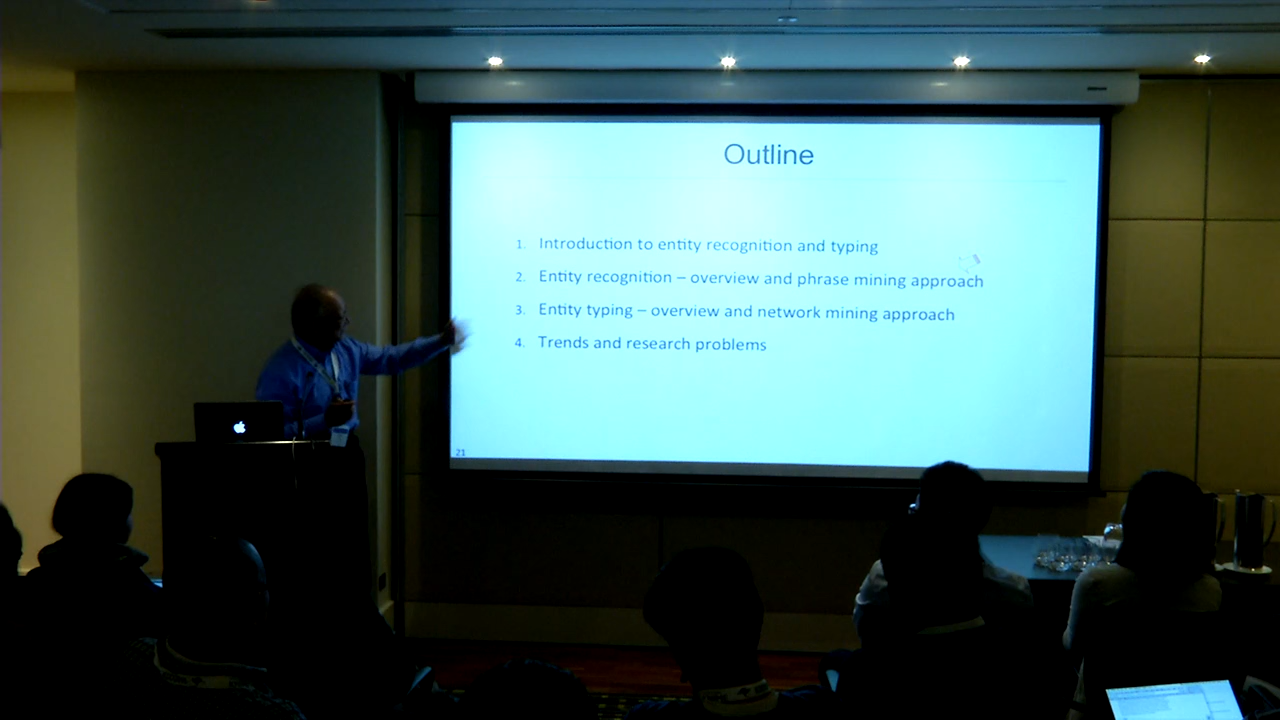 Outline
1. Introduction to entity recognition and typing
2. Entity recognition – overview and phrase mining approach
3. Entity typing – overview and network mining approach
4. Trends and research problems
21